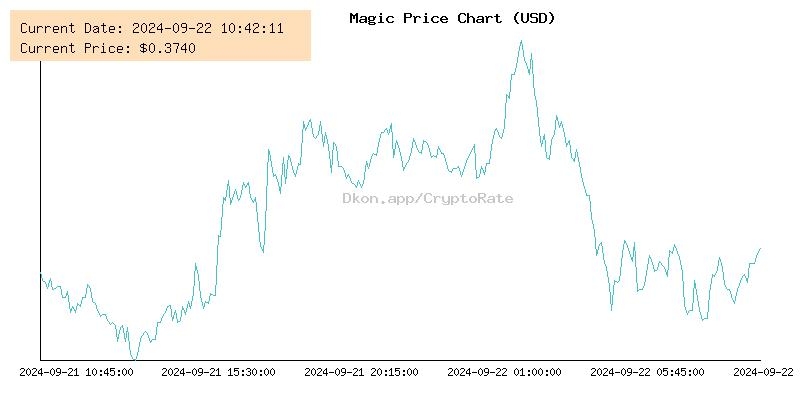 Magic Price Chart (USD)
Current Date: 2024-09-22 10:42:11
Current Price: $0.3740
Dkon.app/CryptoRate
2024-09-21 10:45:00 2024-09-21 15:30:00 2024-09-21 20:15:00 2024-09-22 01:00:00 2024-09-22 05:45:00 2024-09-22